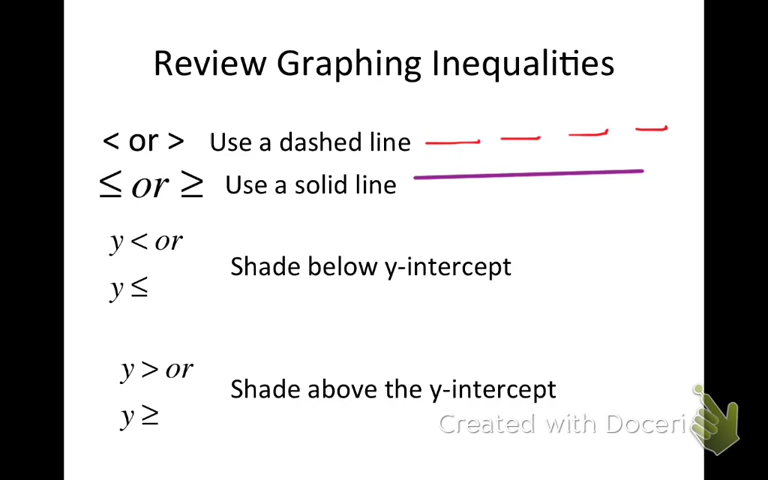 Review Graphing Inequalities
< or > Use a dashed line
≤ or ≥ Use a solid line
y < or
y ≤
Shade below y-intercept
y > or
y ≥
Shade above the y-intercept
Created with Doceri